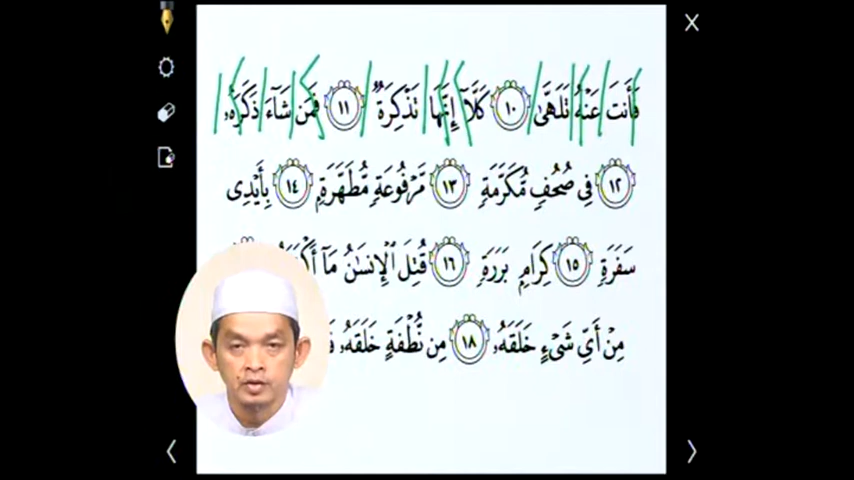 فَأَنتَ عَنْهُ تَلَهَّىٰ ١٠ كَلَّآ إِنَّهَا تَذْكِرَةٌ ١١ فَمَن شَآءَ ذَكَرَهُۥ
١٢ فِى صُحُفٍ مُّكَرَّمَةٍ ١٣ مَّرْفُوعَةٍ مُّطَهَّرَةٍ ١٤ بِأَيْدِى
سَفَرَةٍ ١٥ كِرَامٍ بَرَرَةٍ ١٦ قُتِلَ ٱلْإِنسَٰنُ مَآ
مِنْ أَىِّ شَىْءٍ خَلَقَهُۥ ١٨ مِن نُّطْفَةٍ خَلَقَهُۥ